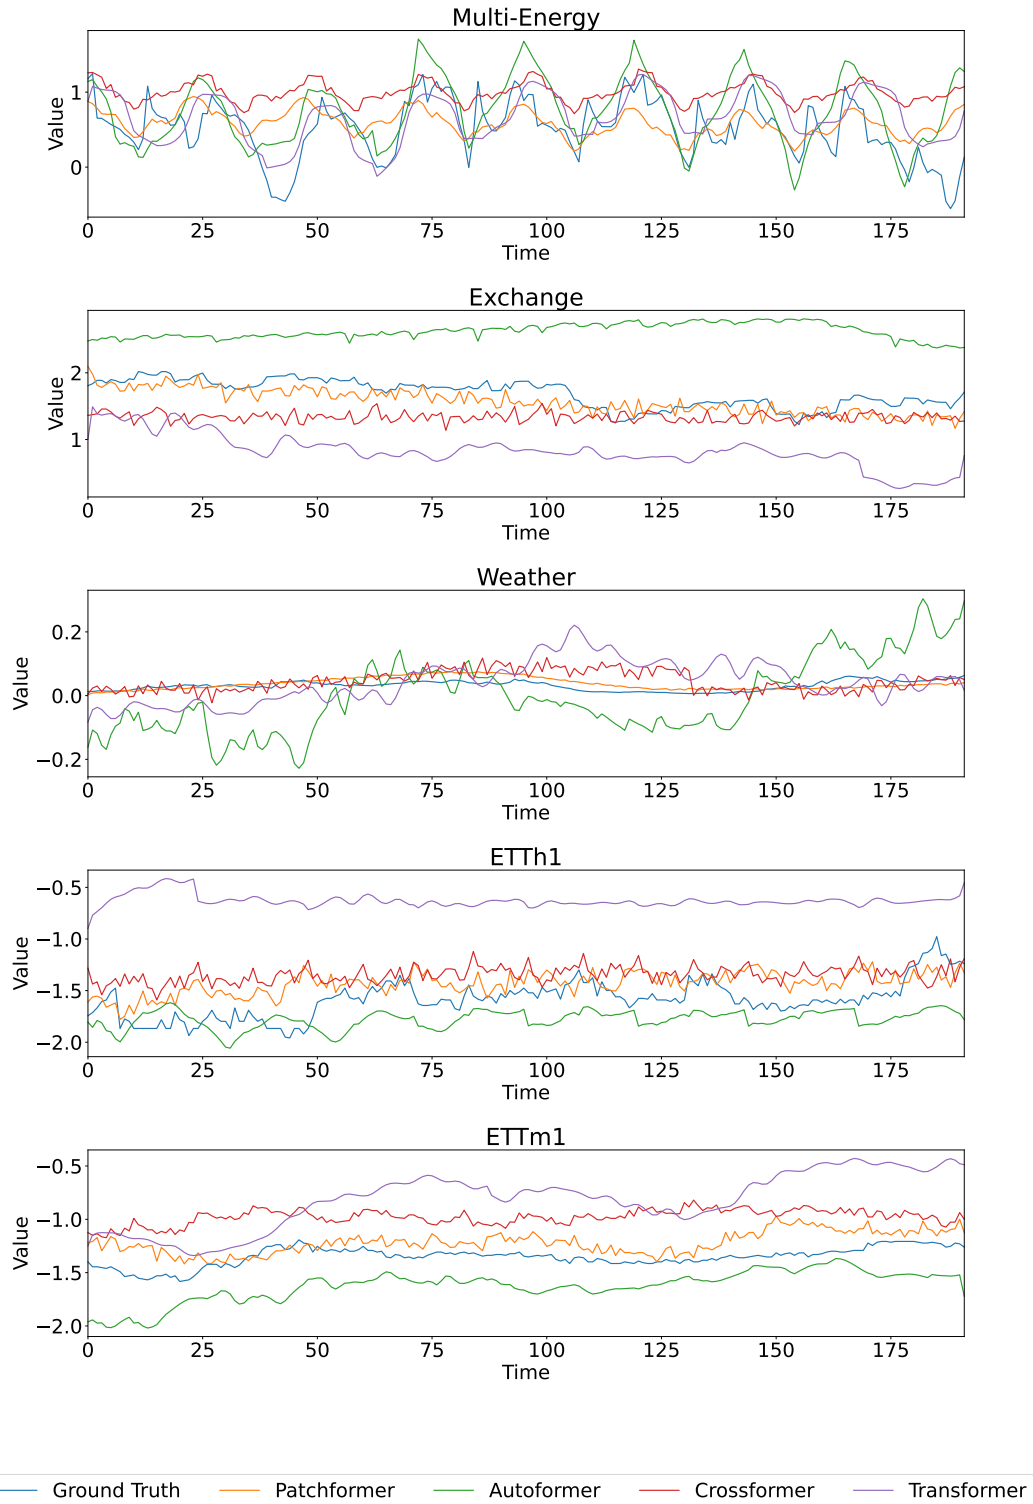 Multi-Energy
Value
1
0
0 25 50 75 100 125 150 175
Time
Exchange
Value
2
1
0 25 50 75 100 125 150 175
Time
Weather
Value
0.2
0.0
−0.2
0 25 50 75 100 125 150 175
Time
ETTh1
Value
−0.5
−1.0
−1.5
−2.0
0 25 50 75 100 125 150 175
Time
ETTm1
Value
−0.5
−1.0
−1.5
−2.0
0 25 50 75 100 125 150 175
Time
Ground Truth Patchformer Autoformer Crossformer Transformer